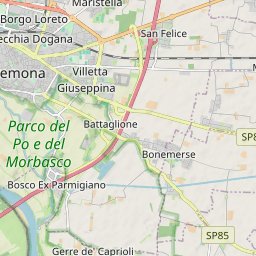 Maristella
Borgo Loreto
San Felice
ecchia Dogana
Villetta
emona
Giuseppina
Parco del
Po e del
Morbasco
Battaglione
SP
Bonemerse
Bosco Ex Parmigiano
SP85
Gerre de' Caprioli